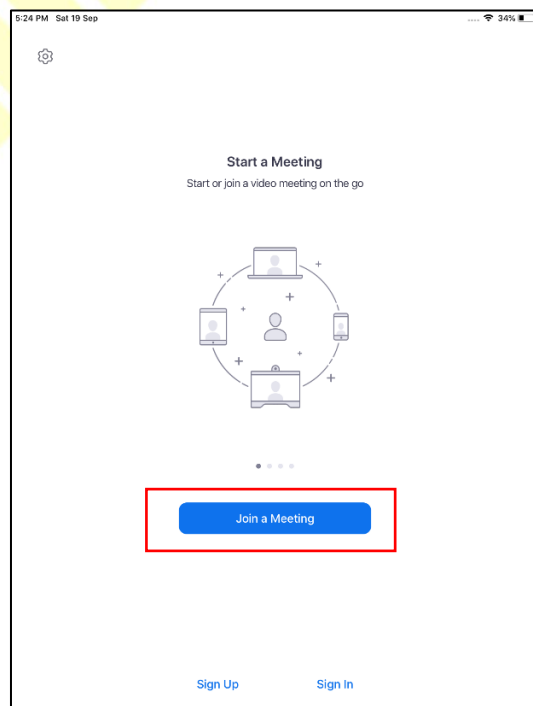 5:24 PM Sat 19 Sep 34%
Start a Meeting
Start or join a video meeting on the go
Join a Meeting
Sign Up Sign In